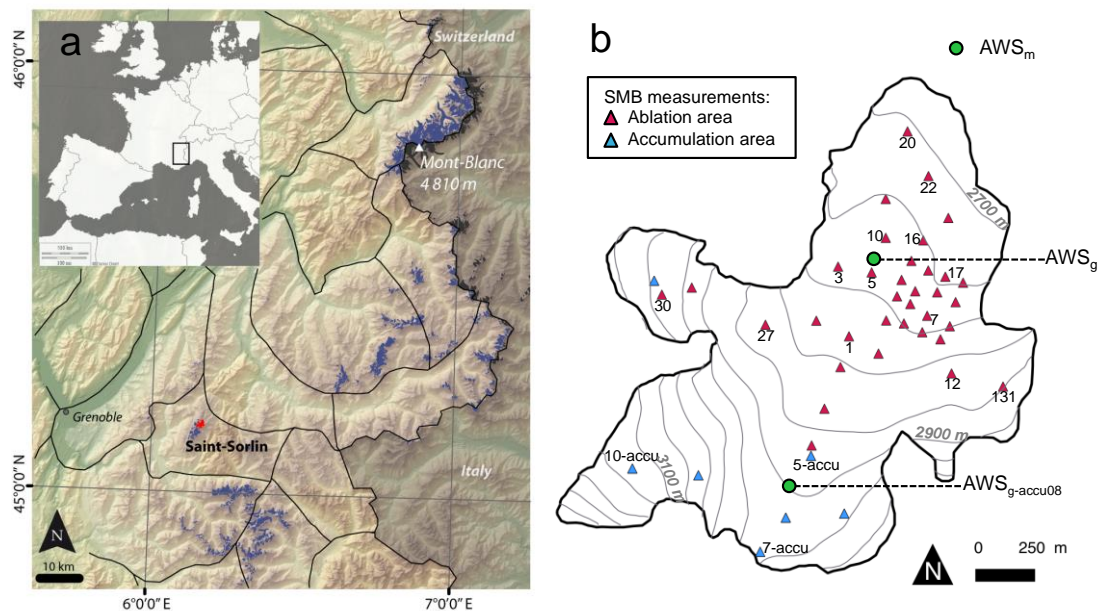 a
Switzerland
46°0'0" N
Mont-Blanc
4 810 m
Grenoble
Saint-Sorlin
Italy
45°0'0" N
N
10 km
6°0'0"E
7°0'0"E
b
AWSm
SMB measurements:
Ablation area
Accumulation area
20
22
2700 m
10
16
AWSg
3
5
17
30
7
27
1
12
131
2900 m
10-accu
5-accu
3100 m
AWSg-accu08
7-accu
N
0 250 m